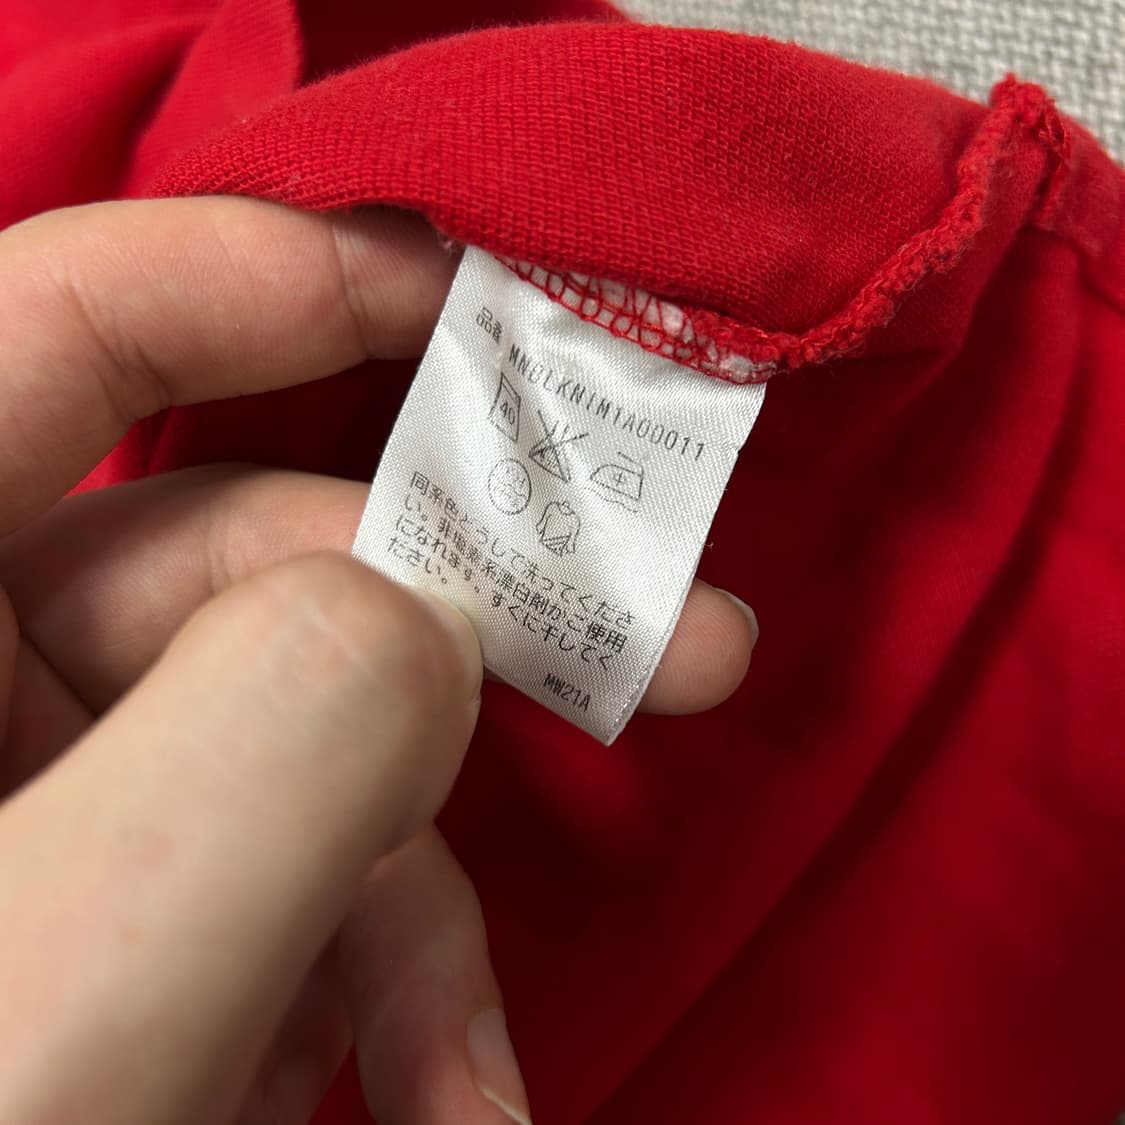 品番
40
同系色どうしで洗ってくださ
い。非塩素系漂白剤がご使用
になれます。すぐに干してく
ださい。
MW21A